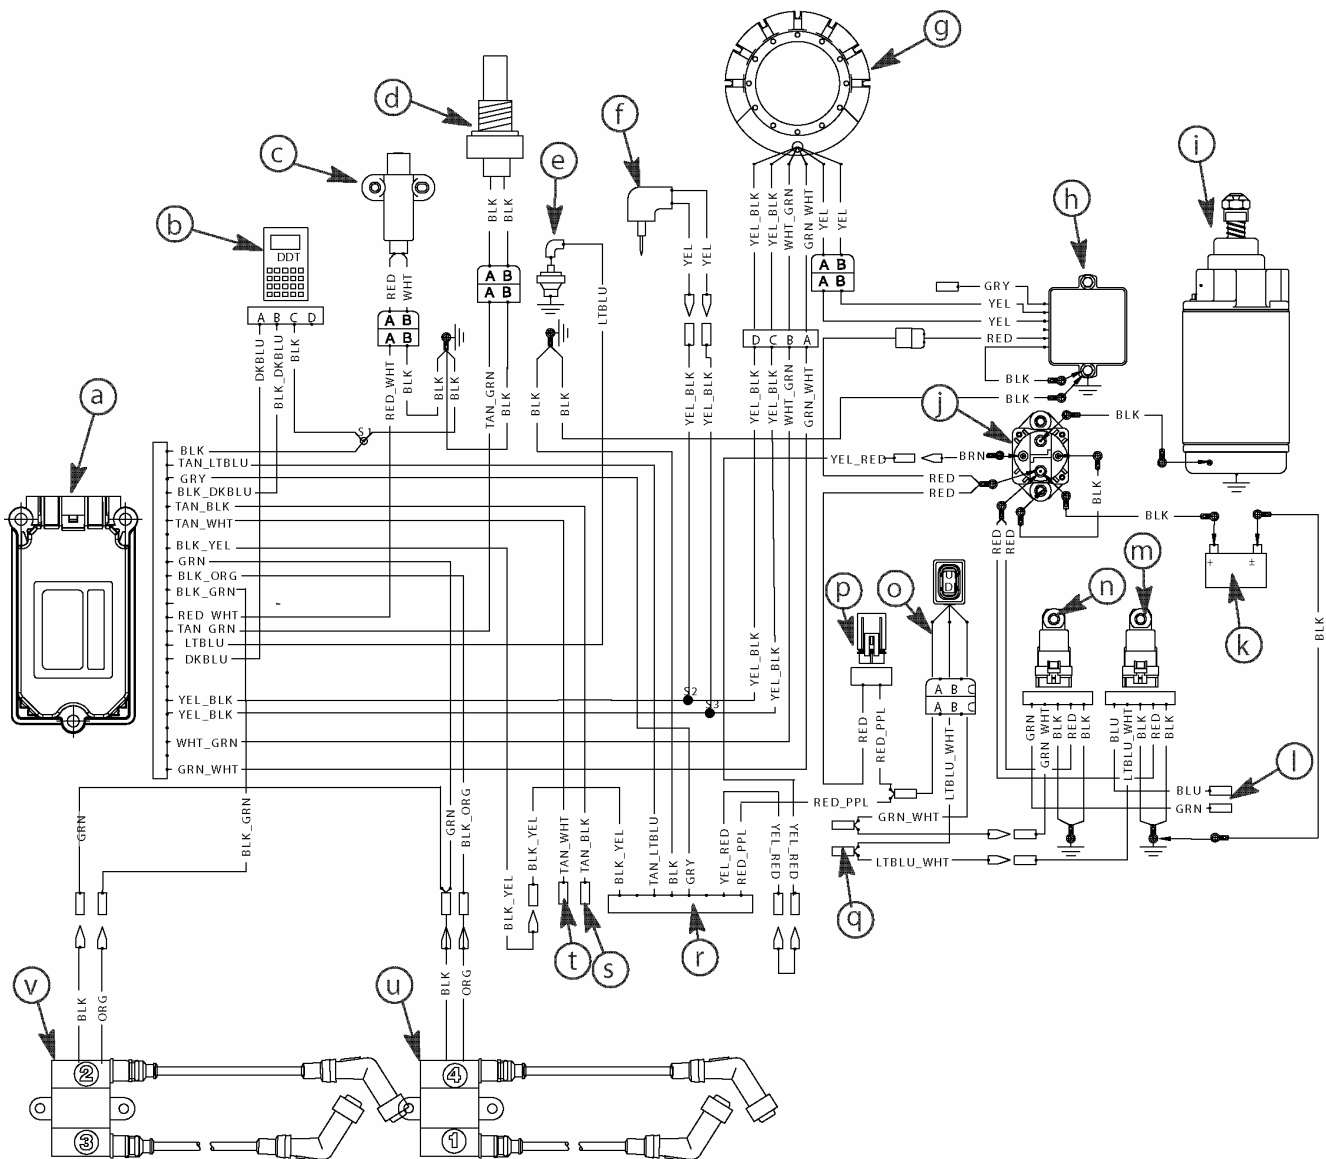 g
d
f
c
e
i
b
h
DDT
A B C D
BLK
BLK
RED
WHT
A B
A B
A B
A B
DKBLU
BLK_DKBLU
BLK
RED_WHT
BLK
BLK
BLK
TAN_GRN
BLK
BLK
BLK
LTBLU
YEL
YEL
YEL_BLK
YEL_BLK
YEL_BLK
YEL_BLK
WHT_GRN
GRN_WHT
YEL
YEL
A B
A B
D C B A
YEL_BLK
YEL_BLK
WHT_GRN
GRN_WHT
GRY
YEL
YEL
RED
BLK
BLK
j
BLK
YEL_RED
BRN
RED
RED
BLK
BLK
RED
RED
a
S1
BLK
TAN_LTBLU
GRY
BLK_DKBLU
TAN_BLK
TAN_WHT
BLK_YEL
GRN
BLK_ORG
BLK_GRN
RED_WHT
TAN_GRN
LTBLU
DKBLU
YEL_BLK
YEL_BLK
WHT_GRN
GRN_WHT
S2
S3
YEL_BLK
YEL_BLK
+
±
k
BLK
m
n
o
p
U
D
A B C
A B C
RED
RED_PPL
LTBLU_WHT
GRN
GRN_WHT
BLK
RED
BLK
BLU
LTBLU_WHT
BLK
RED
BLK
l
BLU
GRN
RED_PPL
GRN_WHT
LTBLU_WHT
q
GRN
BLK_GRN
GRN
BLK_ORG
BLK_YEL
BLK_YEL
TAN_WHT
TAN_BLK
BLK_YEL
TAN_LTBLU
BLK
GRY
YEL_RED
RED_PPL
YEL_RED
YEL_RED
t
s
r
v
u
BLK
ORG
BLK
ORG
2
4
3
1